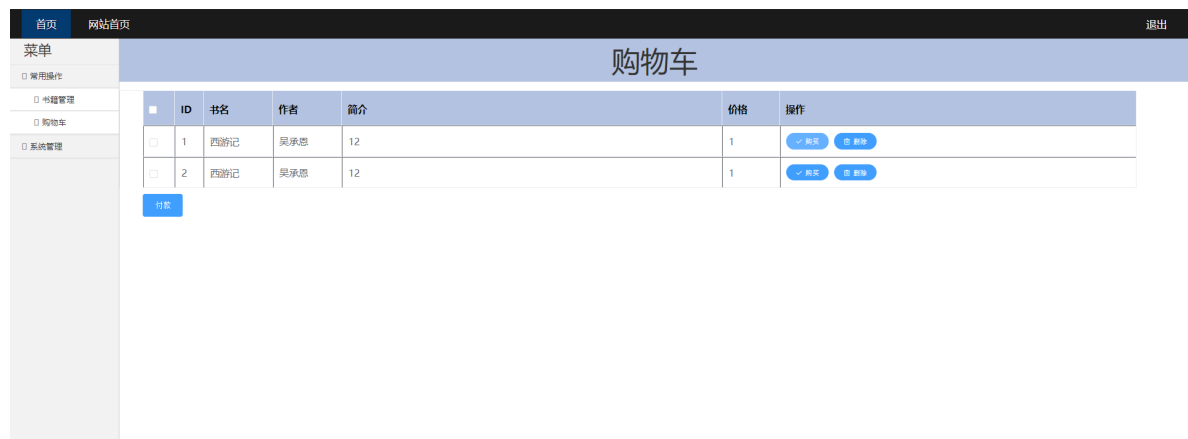 首页 网站首页 退出
菜单
购物车
常用操作
书籍管理
购物车
系统管理
ID 书名 作者 简介 价格 操作
1 西游记 吴承恩 12 1 购买 删除
2 西游记 吴承恩 12 1 购买 删除
付款